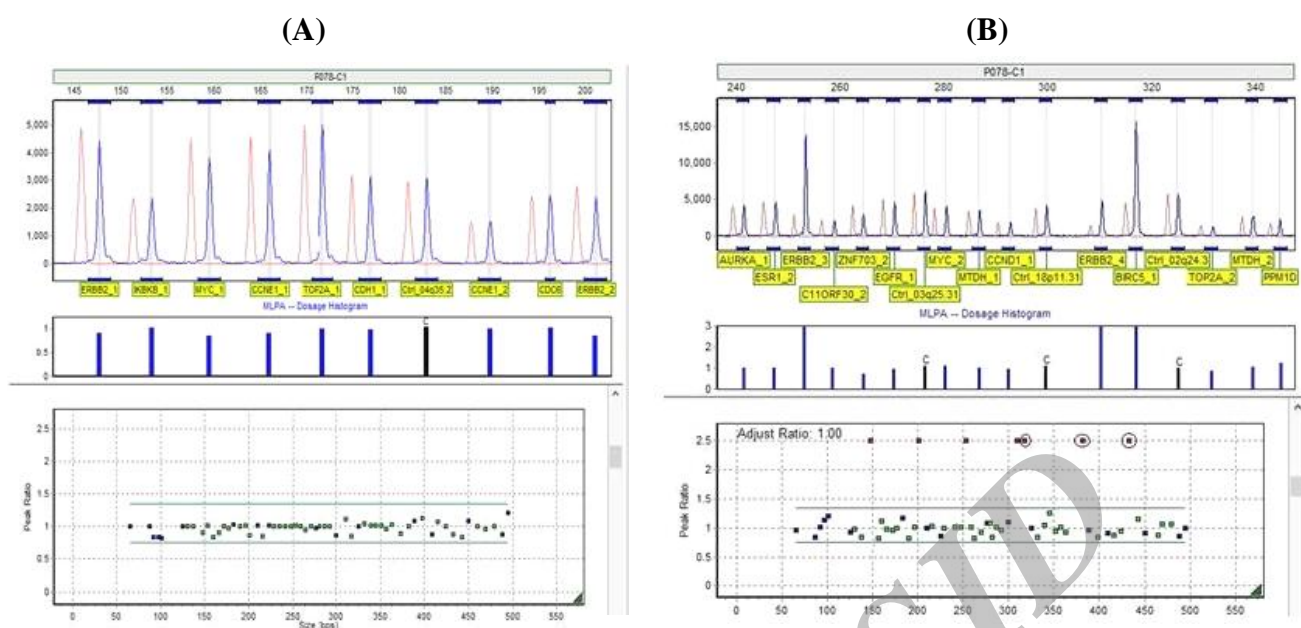 (A)
P078-C1
145 150 155 160 165 170 175 180 185 190 195 200
5,000
4,000
3,000
2,000
1,000
0
ERBB2_1 IKBKB_1 MYC_1 CCNE1_1 TOP2A_1 CDH1_1 Ctrl_04q35.2 CCNE1_2 CDC6 ERBB2_2
MLPA -- Dosage Histogram
1
0.5
0
C
2.5
2
1.5
1
0.5
0
Peak Ratio
0 50 100 150 200 250 300 350 400 450 500 550
Size (bps)
(B)
P078-C1
240 260 280 300 320 340
15,000
10,000
5,000
0
AURKA_1 ERBB2_3 ZNF703_2 MYC_2 CCND1_1 ERBB2_4 Ctrl_02q24.3 MTDH_2
ESR1_2 EGFR_1 MTDH_1 Ctrl_18p11.31 BIRC5_1 TOP2A_2 PPM1D
C11ORF30_2 Ctrl_03q25.31
MLPA -- Dosage Histogram
3
2
1
0
C C C
Adjust Ratio: 1.00
2.5
2
1.5
1
0.5
0
Peak Ratio
0 50 100 150 200 250 300 350 400 450 500 550
SID